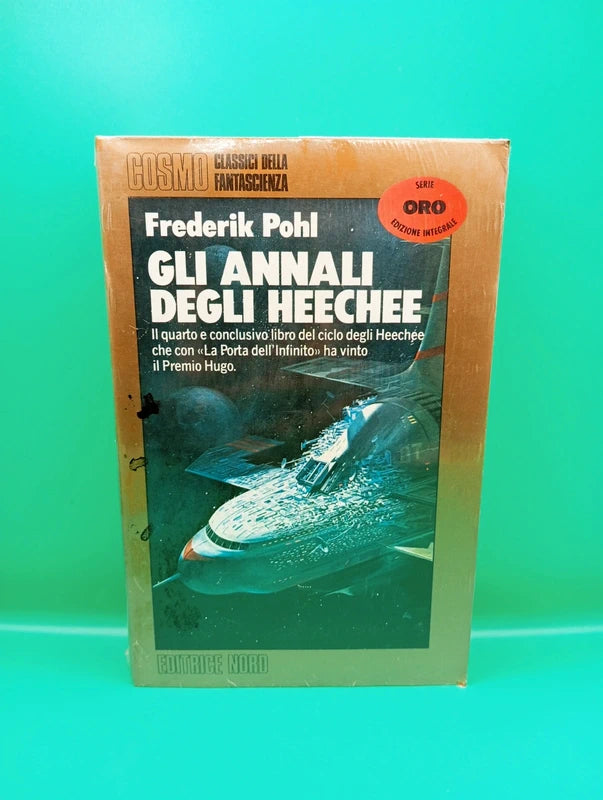 COSMO CLASSICI DELLA
FANTASCIENZA
SERIE
ORO
EDIZIONE INTEGRALE
Frederik Pohl
GLI ANNALI
DEGLI HEECHEE
Il quarto e conclusivo libro del ciclo degli Heechee
che con «La Porta dell'Infinito» ha vinto
il Premio Hugo.
EDITRICE NORD